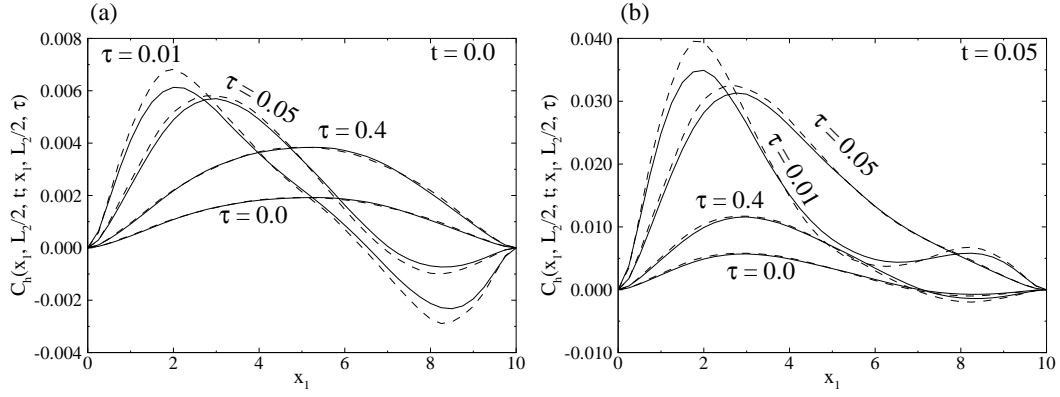 (a)
C_h(x_1, L_2/2, t; x_1, L_2/2, τ)
0.008
0.006
0.004
0.002
0.000
-0.002
-0.004
τ = 0.01
t = 0.0
τ = 0.05
τ = 0.4
τ = 0.0
0 2 4 6 8 10
x_1
(b)
C_h(x_1, L_2/2, t; x_1, L_2/2, τ)
0.040
0.030
0.020
0.010
0.000
-0.010
t = 0.05
τ = 0.05
τ = 0.01
τ = 0.4
τ = 0.0
0 2 4 6 8 10
x_1